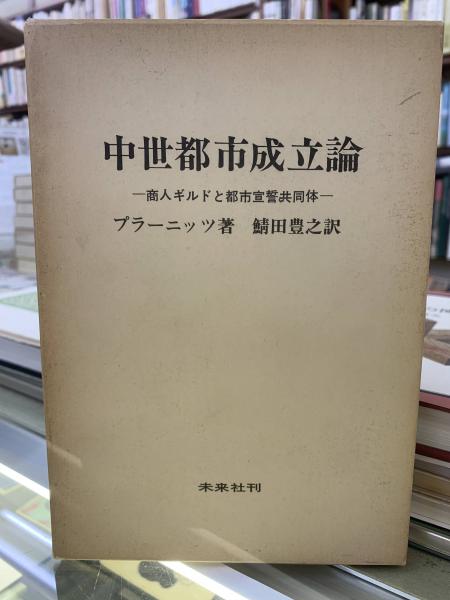 中世都市成立論
—商人ギルドと都市宣誓共同体—
プラーニッツ著 鯖田豊之訳
未来社刊